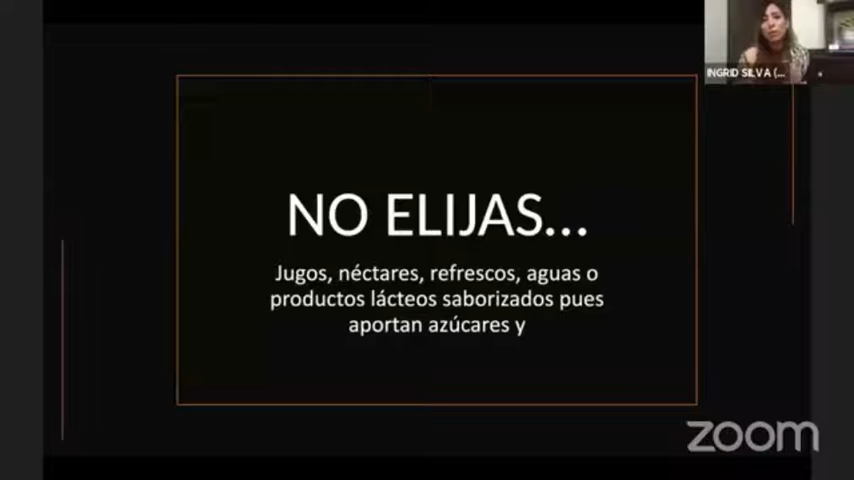 INGRID SILVA (...
NO ELIJAS...
Jugos, néctares, refrescos, aguas o
productos lácteos saborizados pues
aportan azúcares y
zoom